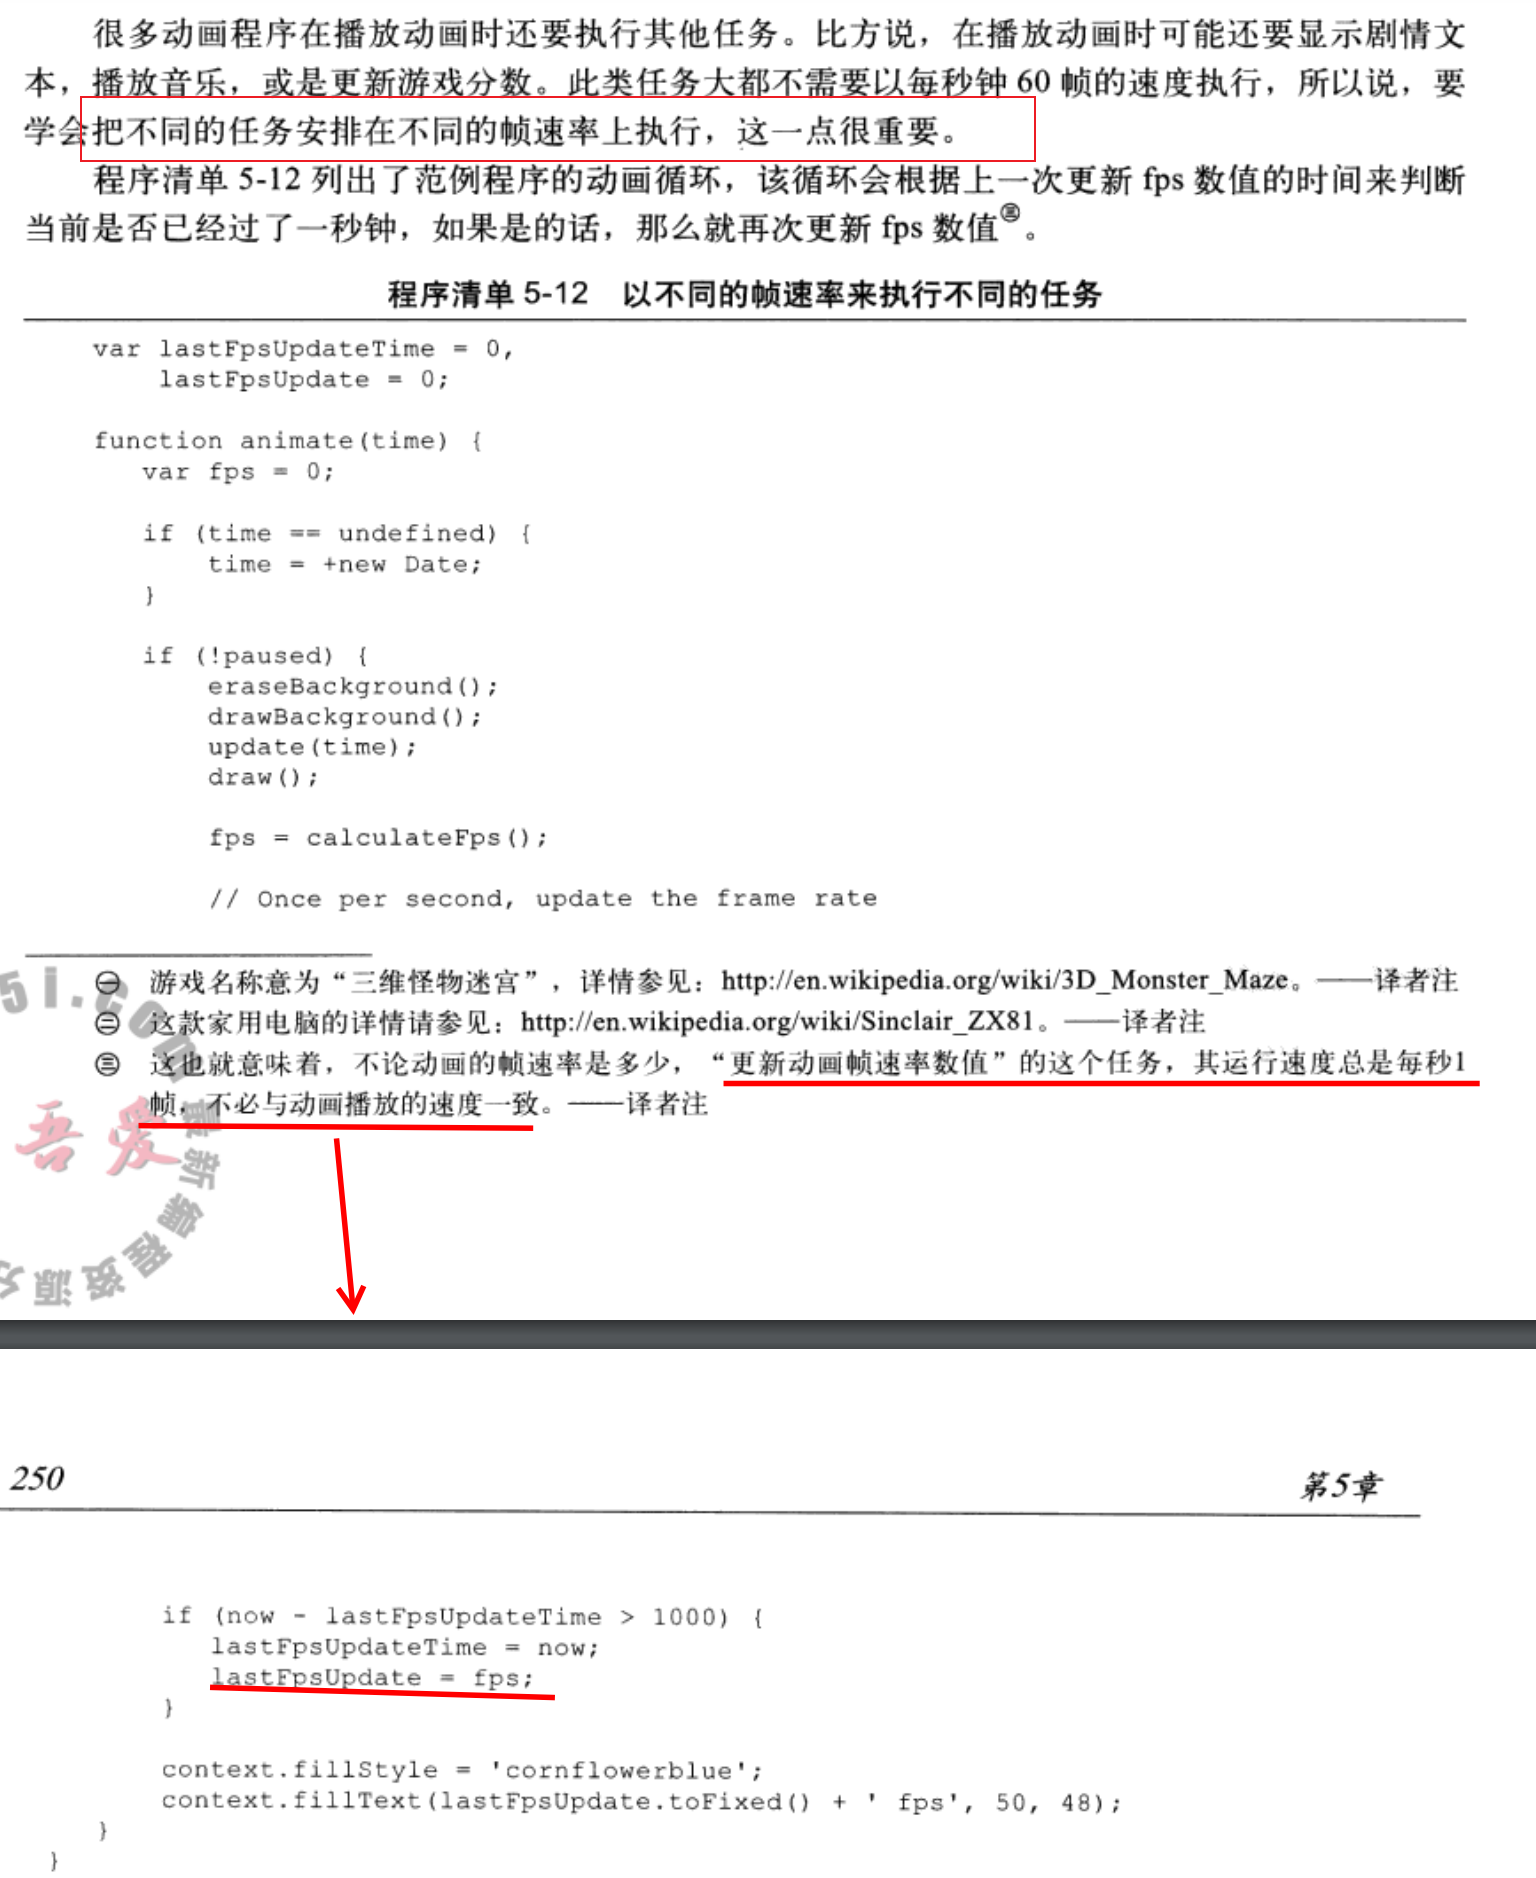 很多动画程序在播放动画时还要执行其他任务。比方说，在播放动画时可能还要显示剧情文
本，播放音乐，或是更新游戏分数。此类任务大都不需要以每秒钟 60 帧的速度执行，所以说，要
学会把不同的任务安排在不同的帧速率上执行，这一点很重要。
程序清单 5-12 列出了范例程序的动画循环，该循环会根据上一次更新 fps 数值的时间来判断
当前是否已经过了一秒钟，如果是的话，那么就再次更新 fps 数值㊂。
程序清单 5-12 以不同的帧速率来执行不同的任务
var lastFpsUpdateTime = 0,
lastFpsUpdate = 0;
function animate(time) {
var fps = 0;
if (time == undefined) {
time = +new Date;
}
if (!paused) {
eraseBackground();
drawBackground();
update(time);
draw();
fps = calculateFps();
// Once per second, update the frame rate
㊀ 游戏名称意为“三维怪物迷宫”，详情参见：http://en.wikipedia.org/wiki/3D_Monster_Maze。——译者注
㊁ 这款家用电脑的详情请参见：http://en.wikipedia.org/wiki/Sinclair_ZX81。——译者注
㊂ 这也就意味着，不论动画的帧速率是多少，“更新动画帧速率数值”的这个任务，其运行速度总是每秒1
帧，不必与动画播放的速度一致。——译者注
5i.com
吾爱
最新编程资源
250
第5章
if (now - lastFpsUpdateTime > 1000) {
lastFpsUpdateTime = now;
lastFpsUpdate = fps;
}
context.fillStyle = 'cornflowerblue';
context.fillText(lastFpsUpdate.toFixed() + ' fps', 50, 48);
}
}